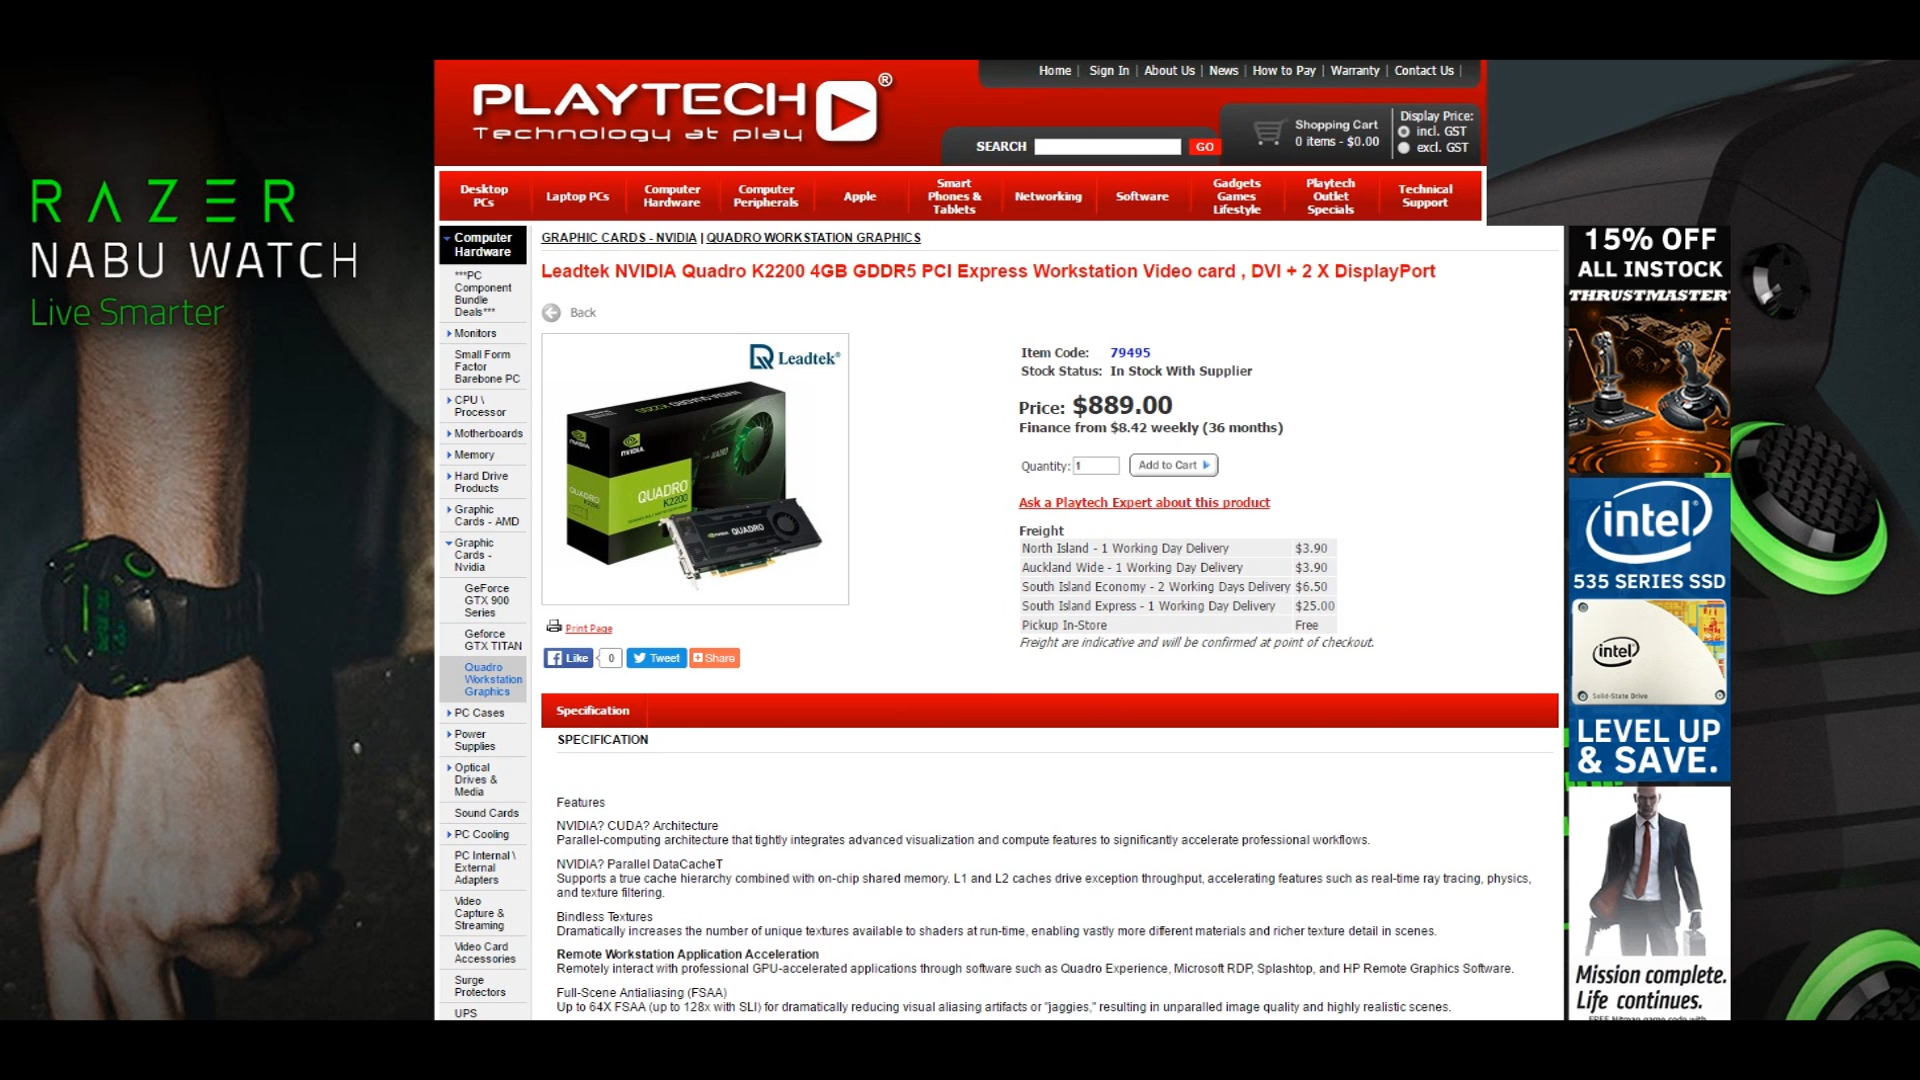 RAZER
NABU WATCH
Live Smarter
PLAYTECH
®
Technology at play
Home | Sign In | About Us | News | How to Pay | Warranty | Contact Us |
SEARCH
GO
Shopping Cart
0 items - $0.00
Display Price:
incl. GST
excl. GST
Desktop PCs
Laptop PCs
Computer Hardware
Computer Peripherals
Apple
Smart Phones & Tablets
Networking
Software
Gadgets Games Lifestyle
Playtech Outlet Specials
Technical Support
Computer
Hardware
***PC
Component
Bundle
Deals***
Monitors
Small Form
Factor
Barebone PC
CPU \
Processor
Motherboards
Memory
Hard Drive
Products
Graphic
Cards - AMD
Graphic
Cards -
Nvidia
GeForce
GTX 900
Series
Geforce
GTX TITAN
Quadro
Workstation
Graphics
PC Cases
Power
Supplies
Optical
Drives &
Media
Sound Cards
PC Cooling
PC Internal \
External
Adapters
Video
Capture &
Streaming
Video Card
Accessories
Surge
Protectors
UPS
GRAPHIC CARDS - NVIDIA | QUADRO WORKSTATION GRAPHICS
Leadtek NVIDIA Quadro K2200 4GB GDDR5 PCI Express Workstation Video card , DVI + 2 X DisplayPort
Back
Leadtek®
NVIDIA
QUADRO
K2200
QUADRO
Print Page
Like
0
Tweet
Share
Item Code: 79495
Stock Status: In Stock With Supplier
Price: $889.00
Finance from $8.42 weekly (36 months)
Quantity: 1
Add to Cart
Ask a Playtech Expert about this product
Freight
North Island - 1 Working Day Delivery $3.90
Auckland Wide - 1 Working Day Delivery $3.90
South Island Economy - 2 Working Days Delivery $6.50
South Island Express - 1 Working Day Delivery $25.00
Pickup In-Store Free
Freight are indicative and will be confirmed at point of checkout.
Specification
SPECIFICATION
Features
NVIDIA? CUDA? Architecture
Parallel-computing architecture that tightly integrates advanced visualization and compute features to significantly accelerate professional workflows.
NVIDIA? Parallel DataCacheT
Supports a true cache hierarchy combined with on-chip shared memory. L1 and L2 caches drive exception throughput, accelerating features such as real-time ray tracing, physics,
and texture filtering.
Bindless Textures
Dramatically increases the number of unique textures available to shaders at run-time, enabling vastly more different materials and richer texture detail in scenes.
Remote Workstation Application Acceleration
Remotely interact with professional GPU-accelerated applications through software such as Quadro Experience, Microsoft RDP, Splashtop, and HP Remote Graphics Software.
Full-Scene Antialiasing (FSAA)
Up to 64X FSAA (up to 128x with SLI) for dramatically reducing visual aliasing artifacts or "jaggies," resulting in unparalled image quality and highly realistic scenes.
15% OFF
ALL INSTOCK
THRUSTMASTER
intel
535 SERIES SSD
intel
Solid-State Drive
LEVEL UP
& SAVE.
Mission complete.
Life continues.
FREE Hitman game code with